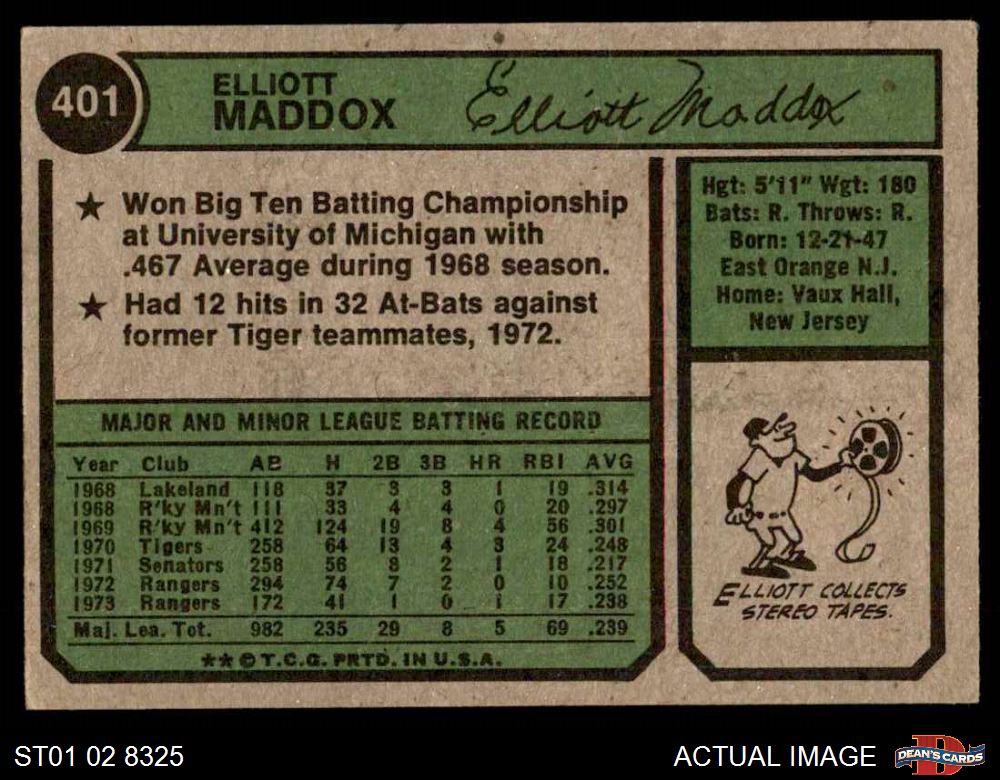 401
ELLIOTT
MADDOX
Elliott Maddox
★ Won Big Ten Batting Championship
at University of Michigan with
.467 Average during 1968 season.
★ Had 12 hits in 32 At-Bats against
former Tiger teammates, 1972.
Hgt: 5'11" Wgt: 180
Bats: R. Throws: R.
Born: 12-21-47
East Orange N.J.
Home: Vaux Hall,
New Jersey
MAJOR AND MINOR LEAGUE BATTING RECORD
Year Club AB H 2B 3B HR RBI AVG
1968 Lakeland 118 37 3 3 1 19 .314
1968 R'ky Mn't 111 33 4 4 0 20 .297
1969 R'ky Mn't 412 124 19 8 4 56 .301
1970 Tigers 258 64 13 4 3 24 .248
1971 Senators 258 56 8 2 1 18 .217
1972 Rangers 294 74 7 2 0 10 .252
1973 Rangers 172 41 1 0 1 17 .238
Maj. Lea. Tot. 982 235 29 8 5 69 .239
★★ © T.C.G. PRTD. IN U.S.A.
ELLIOTT COLLECTS
STEREO TAPES.
ST01 02 8325
ACTUAL IMAGE
D
DEAN'S CARDS